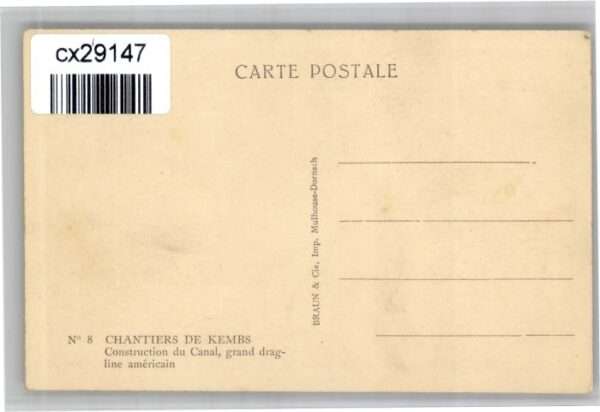 cx29147
CARTE POSTALE
BRAUN & Cie, Imp. Mulhouse-Dornach
N° 8 CHANTIERS DE KEMBS
Construction du Canal, grand drag-
line américain